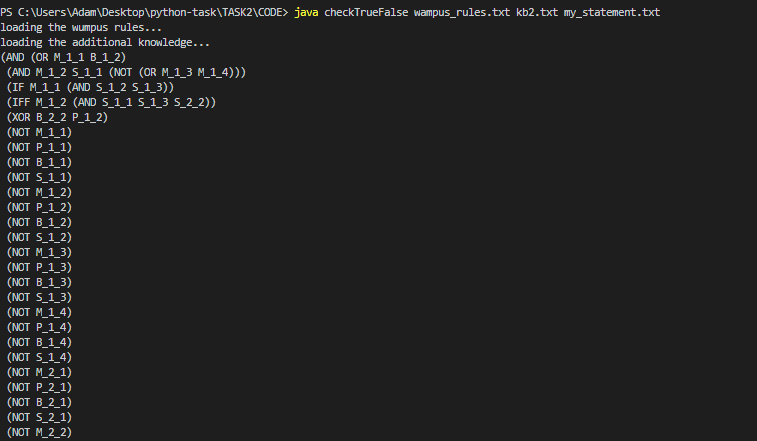 PS C:\Users\Adam\Desktop\python-task\TASK2\CODE> java checkTrueFalse wampus_rules.txt kb2.txt my_statement.txt
loading the wumpus rules...
loading the additional knowledge...
(AND (OR M_1_1 B_1_2)
(AND M_1_2 S_1_1 (NOT (OR M_1_3 M_1_4)))
(IF M_1_1 (AND S_1_2 S_1_3))
(IFF M_1_2 (AND S_1_1 S_1_3 S_2_2))
(XOR B_2_2 P_1_2)
(NOT M_1_1)
(NOT P_1_1)
(NOT B_1_1)
(NOT S_1_1)
(NOT M_1_2)
(NOT P_1_2)
(NOT B_1_2)
(NOT S_1_2)
(NOT M_1_3)
(NOT P_1_3)
(NOT B_1_3)
(NOT S_1_3)
(NOT M_1_4)
(NOT P_1_4)
(NOT B_1_4)
(NOT S_1_4)
(NOT M_2_1)
(NOT P_2_1)
(NOT B_2_1)
(NOT S_2_1)
(NOT M_2_2)